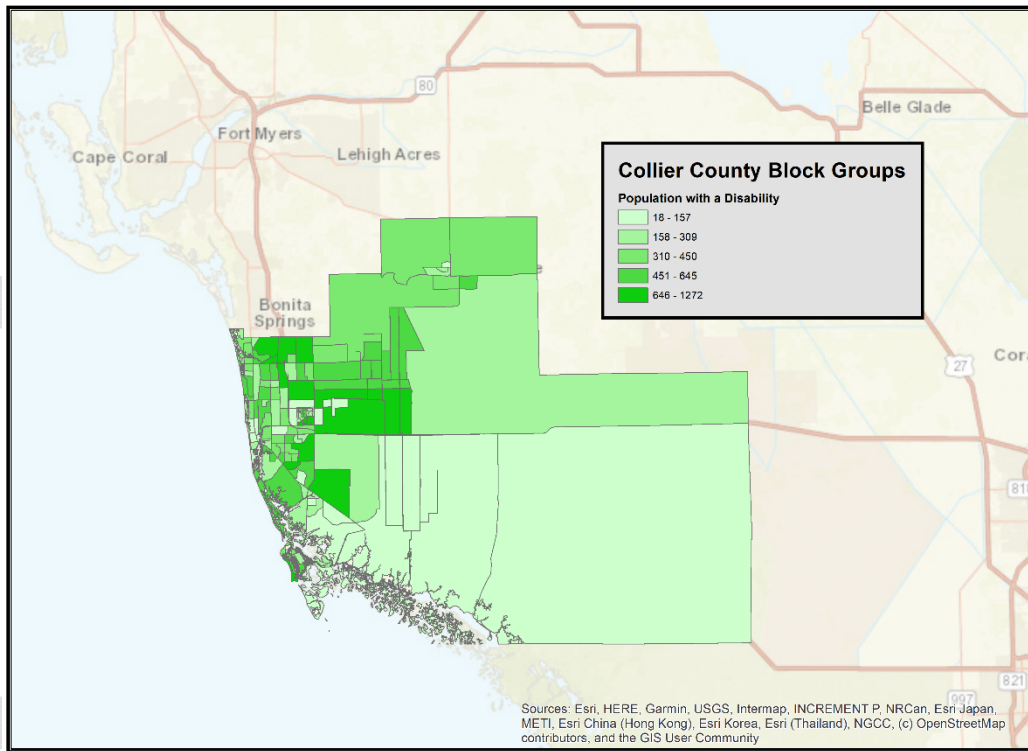 80
Belle Glade
Fort Myers
Cape Coral
Lehigh Acres
Collier County Block Groups
Population with a Disability
18 - 157
158 - 309
310 - 450
451 - 645
646 - 1272
Bonita
Springs
27
818
821
997
Sources: Esri, HERE, Garmin, USGS, Intermap, INCREMENT P, NRCan, Esri Japan,
METI, Esri China (Hong Kong), Esri Korea, Esri (Thailand), NGCC, (c) OpenStreetMap
contributors, and the GIS User Community